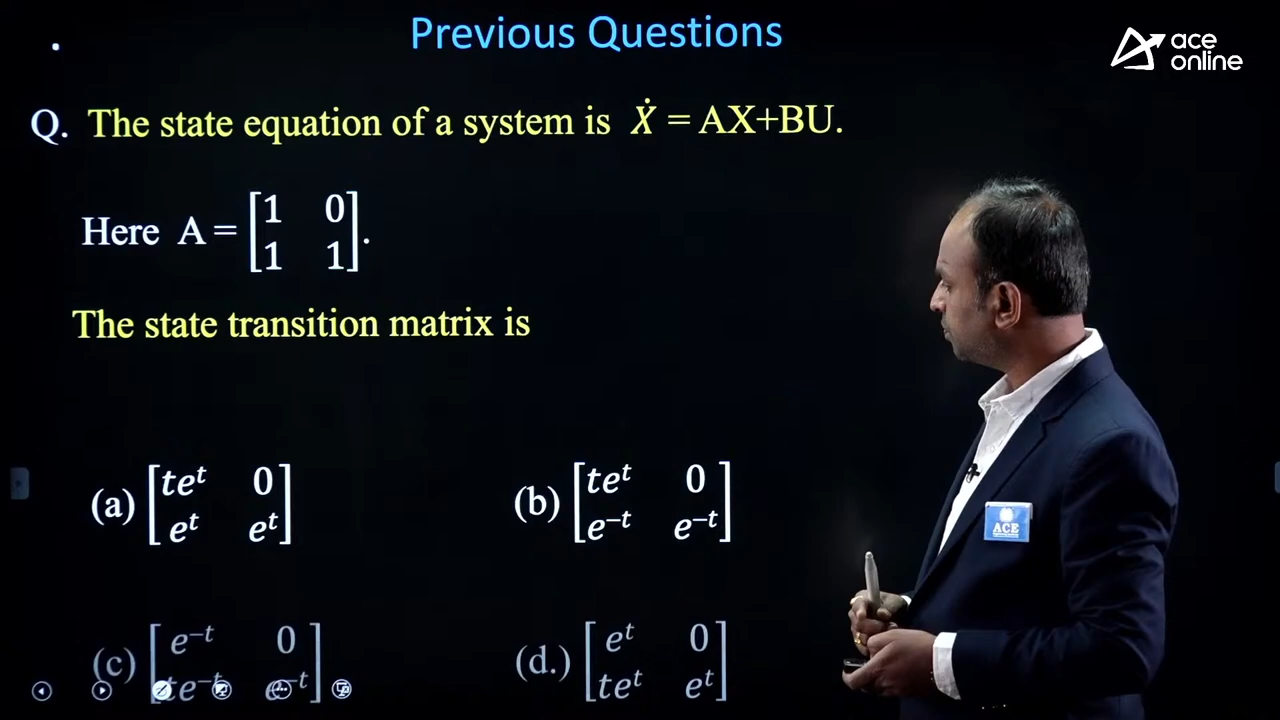 Previous Questions
ace online
Q. The state equation of a system is Ẋ = AX+BU.
Here A = [1 0
1 1].
The state transition matrix is
(a) [te^t 0
e^t e^t]
(b) [te^t 0
e^-t e^-t]
ACE
(c) [e^-t 0
te^-t e^-t]
(d.) [e^t 0
te^t e^t]